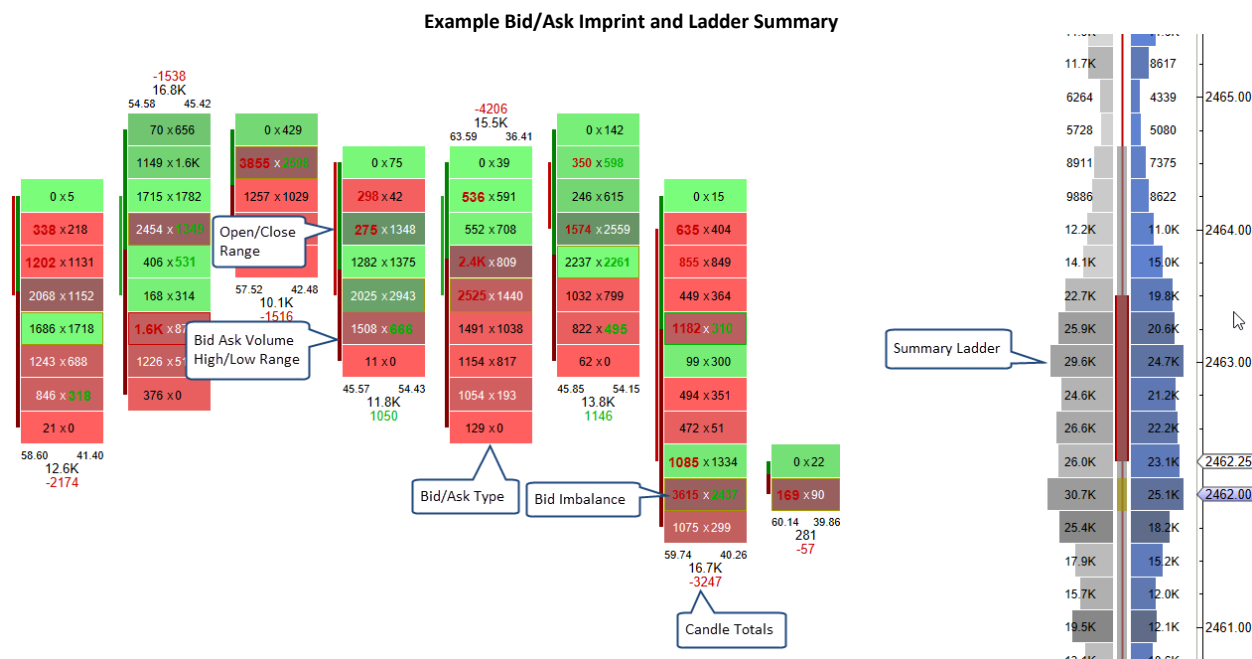 Example Bid/Ask Imprint and Ladder Summary
-1538
16.8K
54.58 45.42
70 x 656
1149 x 1.6K
1715 x 1782
2454 x 1349
406 x 531
168 x 314
1.6K x 87
1226 x 51
376 x 0
0 x 5
338 x 218
1202 x 1131
2068 x 1152
1686 x 1718
1243 x 688
846 x 318
21 x 0
58.60 41.40
12.6K
-2174
0 x 429
3855 x 2598
1257 x 1029
57.52 42.48
10.1K
-1516
Open/Close
Range
Bid Ask Volume
High/Low Range
0 x 75
298 x 42
275 x 1348
1282 x 1375
2025 x 2943
1508 x 666
11 x 0
45.57 54.43
11.8K
1050
-4206
15.5K
63.59 36.41
0 x 39
536 x 591
552 x 708
2.4K x 809
2525 x 1440
1491 x 1038
1154 x 817
1054 x 193
129 x 0
Bid/Ask Type
0 x 142
350 x 598
246 x 615
1574 x 2559
2237 x 2261
1032 x 799
822 x 495
62 x 0
45.85 54.15
13.8K
1146
Bid Imbalance
0 x 15
635 x 404
855 x 849
449 x 364
1182 x 310
99 x 300
494 x 351
472 x 51
1085 x 1334
3615 x 2437
1075 x 299
59.74 40.26
16.7K
-3247
Candle Totals
0 x 22
169 x 90
60.14 39.86
281
-57
Summary Ladder
11.7K 8617
6264 4339 2465.00
5728 5080
8911 7375
9886 8622
12.2K 11.0K 2464.00
14.1K 15.0K
22.7K 19.8K
25.9K 20.6K
29.6K 24.7K 2463.00
24.6K 21.2K
26.6K 22.2K
26.0K 23.1K 2462.25
30.7K 25.1K 2462.00
25.4K 18.2K
17.9K 15.2K
15.7K 12.0K
19.5K 12.1K 2461.00